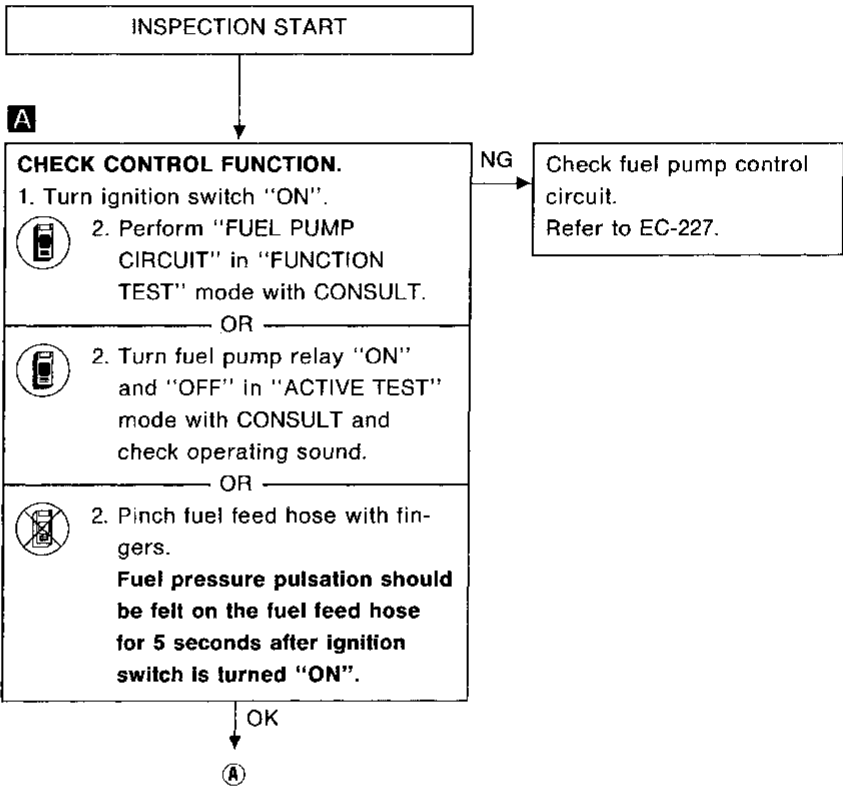 INSPECTION START
A
CHECK CONTROL FUNCTION.
1. Turn ignition switch "ON".
2. Perform "FUEL PUMP
CIRCUIT" in "FUNCTION
TEST" mode with CONSULT.
OR
2. Turn fuel pump relay "ON"
and "OFF" in "ACTIVE TEST"
mode with CONSULT and
check operating sound.
OR
2. Pinch fuel feed hose with fin-
gers.
Fuel pressure pulsation should
be felt on the fuel feed hose
for 5 seconds after ignition
switch is turned "ON".
NG
Check fuel pump control
circuit.
Refer to EC-227.
OK
Ⓐ